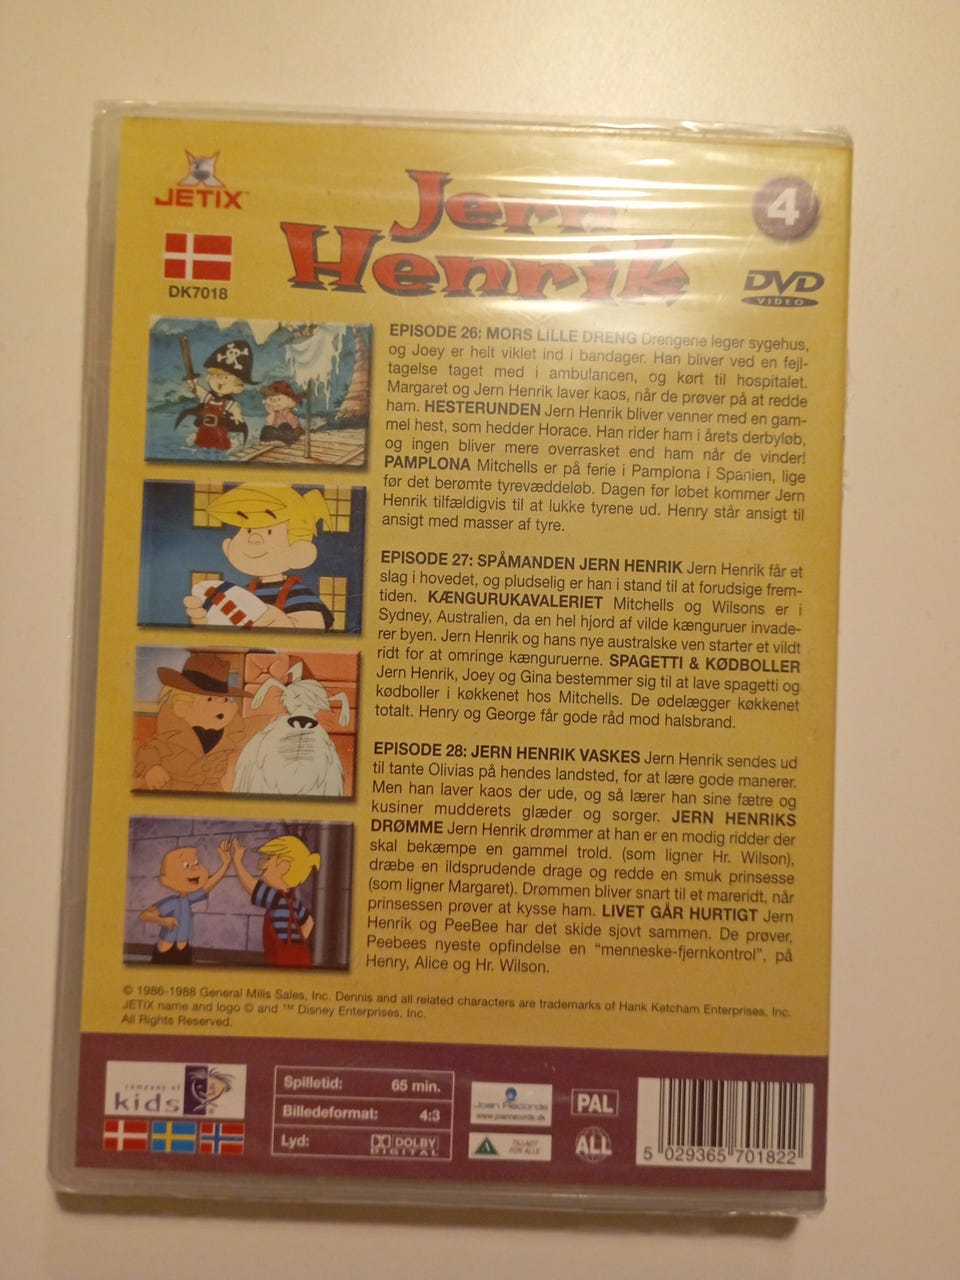 JETIX™
Jern
Henrik
4
DK7018
DVD
VIDEO
EPISODE 26: MORS LILLE DRENG Drengene leger sygehus,
og Joey er helt viklet ind i bandager. Han bliver ved en fejl-
tagelse taget med i ambulancen, og kørt til hospitalet.
Margaret og Jern Henrik laver kaos, når de prøver på at redde
ham. HESTERUNDEN Jern Henrik bliver venner med en gam-
mel hest, som hedder Horace. Han rider ham i årets derbyløb,
og ingen bliver mere overrasket end ham når de vinder!
PAMPLONA Mitchells er på ferie i Pamplona i Spanien, lige
før det berømte tyrevæddeløb. Dagen før løbet kommer Jern
Henrik tilfældigvis til at lukke tyrene ud. Henry står ansigt til
ansigt med masser af tyre.
EPISODE 27: SPÅMANDEN JERN HENRIK Jern Henrik får et
slag i hovedet, og pludselig er han i stand til at forudsige frem-
tiden. KÆNGURUKAVALERIET Mitchells og Wilsons er i
Sydney, Australien, da en hel hjord af vilde kænguruer invade-
rer byen. Jern Henrik og hans nye australske ven starter et vildt
ridt for at omringe kænguruerne. SPAGETTI & KØDBOLLER
Jern Henrik, Joey og Gina bestemmer sig til at lave spagetti og
kødboller i køkkenet hos Mitchells. De ødelægger køkkenet
totalt. Henry og George får gode råd mod halsbrand.
EPISODE 28: JERN HENRIK VASKES Jern Henrik sendes ud
til tante Olivias på hendes landsted, for at lære gode manerer.
Men han laver kaos der ude, og så lærer han sine fætre og
kusiner mudderets glæder og sorger. JERN HENRIKS
DRØMME Jern Henrik drømmer at han er en modig ridder der
skal bekæmpe en gammel trold. (som ligner Hr. Wilson),
dræbe en ildsprudende drage og redde en smuk prinsesse
(som ligner Margaret). Drømmen bliver snart til et mareridt, når
prinsessen prøver at kysse ham. LIVET GÅR HURTIGT Jern
Henrik og PeeBee har det skide sjovt sammen. De prøver,
Peebees nyeste opfindelse en "menneske-fjernkontrol", på
Henry, Alice og Hr. Wilson.
© 1986-1988 General Mills Sales, Inc. Dennis and all related characters are trademarks of Hank Ketcham Enterprises, Inc.
JETIX name and logo © and ™ Disney Enterprises, Inc.
All Rights Reserved.
company of
kids
Spilletid: 65 min.
Billedeformat: 4:3
Lyd: DOLBY
DIGITAL
Joan Records
www.joanrecords.dk
A
TILLADT
FOR ALLE
PAL
ALL
5 029365 701822